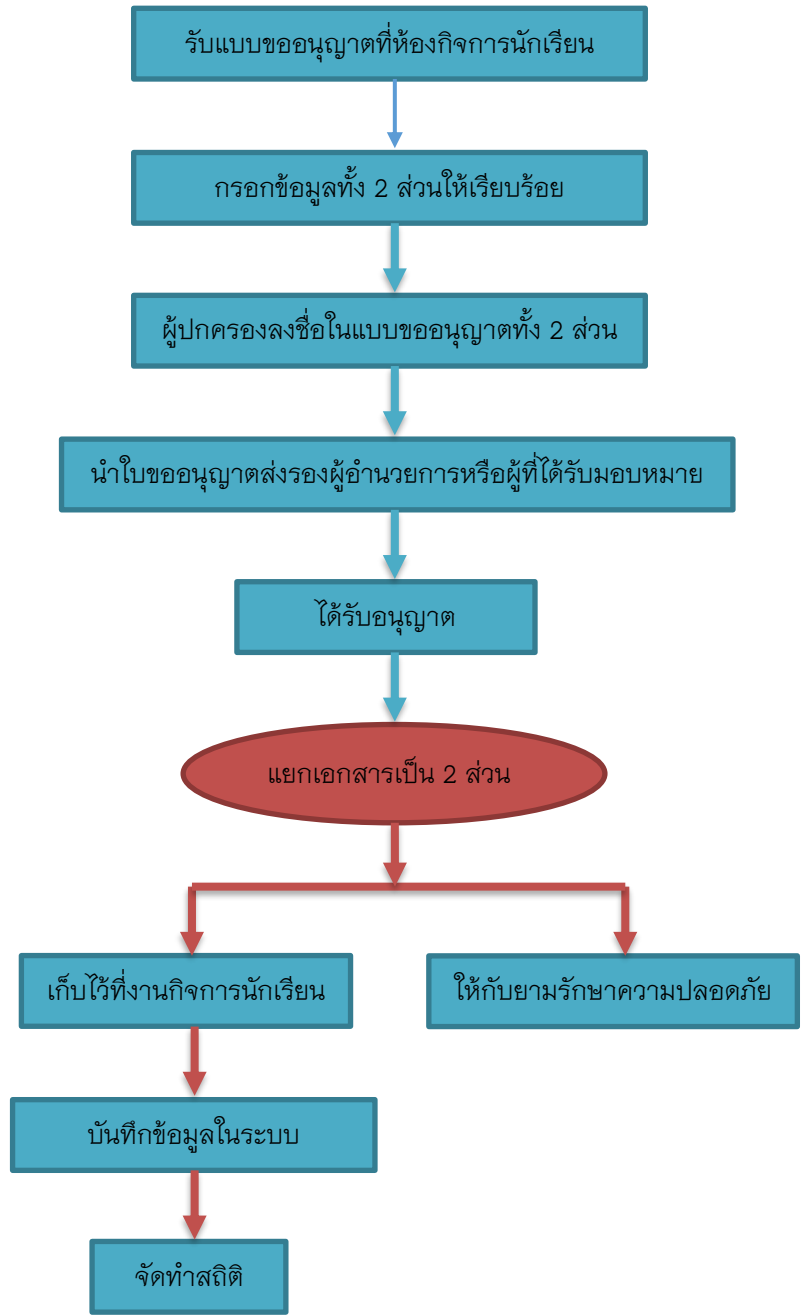 รับแบบขออนุญาตที่ห้องกิจการนักเรียน
กรอกข้อมูลทั้ง 2 ส่วนให้เรียบร้อย
ผู้ปกครองลงชื่อในแบบขออนุญาตทั้ง 2 ส่วน
นำใบขออนุญาตส่งรองผู้อำนวยการหรือผู้ที่ได้รับมอบหมาย
ได้รับอนุญาต
แยกเอกสารเป็น 2 ส่วน
เก็บไว้ที่งานกิจการนักเรียน
ให้กับยามรักษาความปลอดภัย
บันทึกข้อมูลในระบบ
จัดทำสถิติ